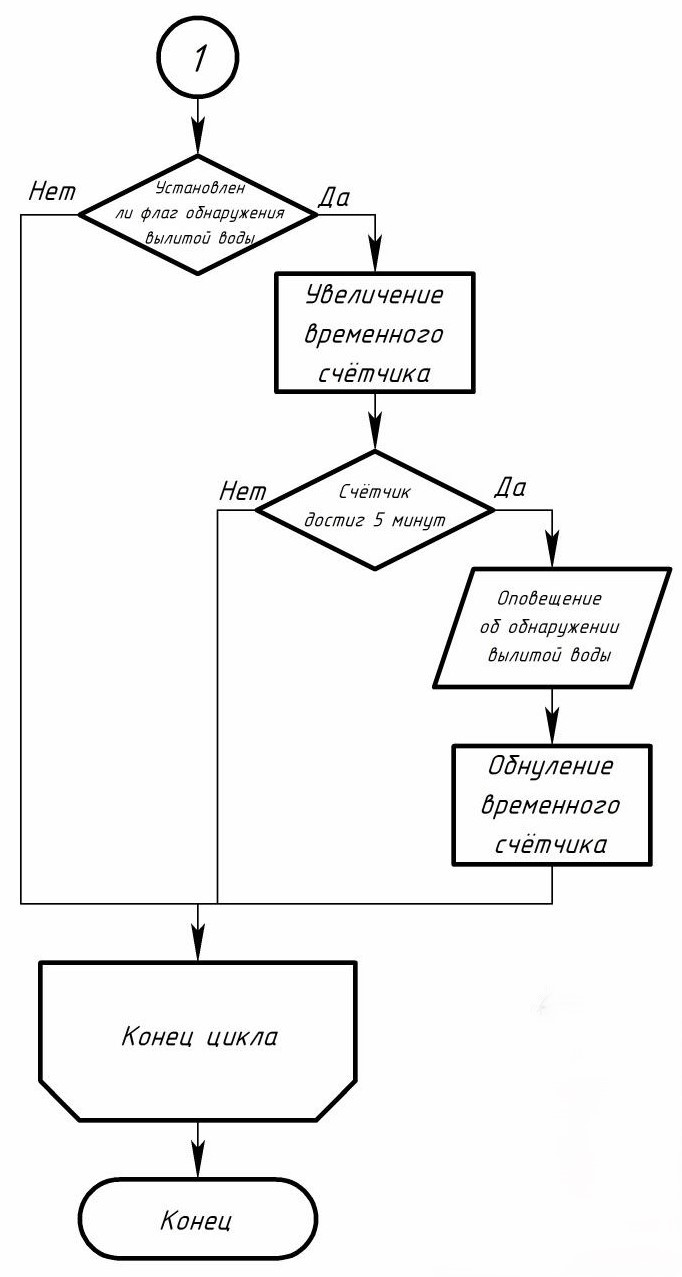 1
Нет
Установлен
ли флаг обнаружения
вылитой воды
Да
Увеличение
временного
счётчика
Нет
Счётчик
достиг 5 минут
Да
Оповещение
об обнаружении
вылитой воды
Обнуление
временного
счётчика
Конец цикла
Конец